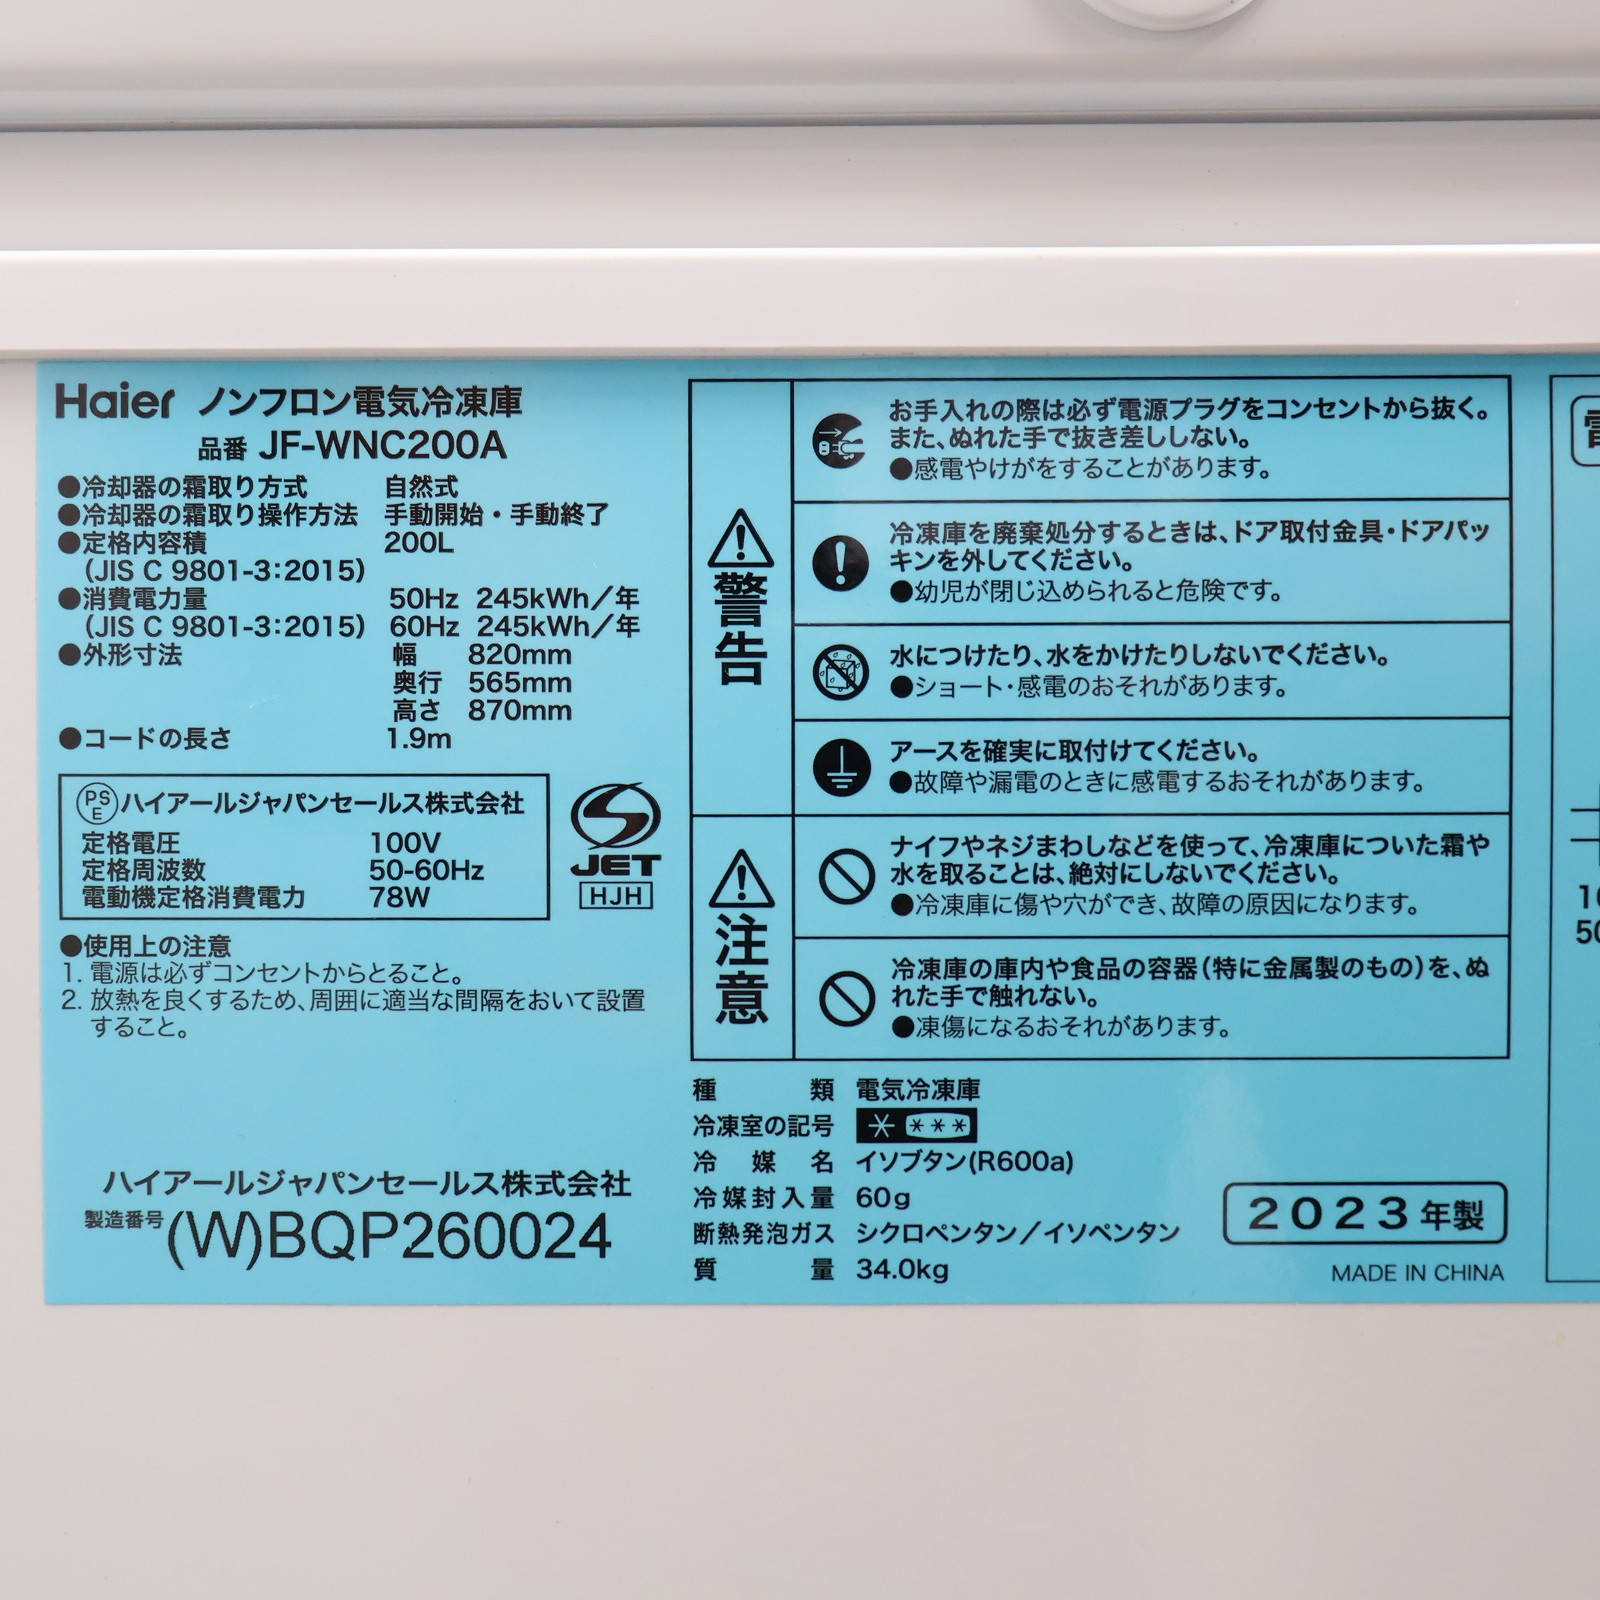 Haier ノンフロン電気冷凍庫
品番 JF-WNC200A
●冷却器の霜取り方式 自然式
●冷却器の霜取り操作方法 手動開始・手動終了
●定格内容積 200L
(JIS C 9801-3:2015)
●消費電力量 50Hz 245kWh/年
(JIS C 9801-3:2015) 60Hz 245kWh/年
●外形寸法 幅 820mm
奥行 565mm
高さ 870mm
●コードの長さ 1.9m
PSE ハイアールジャパンセールス株式会社
定格電圧 100V
定格周波数 50-60Hz
電動機定格消費電力 78W
JET
HJH
●使用上の注意
1. 電源は必ずコンセントからとること。
2. 放熱を良くするため、周囲に適当な間隔をおいて設置
すること。
ハイアールジャパンセールス株式会社
製造番号 (W)BQP260024
警告
お手入れの際は必ず電源プラグをコンセントから抜く。
また、ぬれた手で抜き差ししない。
●感電やけがをすることがあります。
冷凍庫を廃棄処分するときは、ドア取付金具・ドアパッ
キンを外してください。
●幼児が閉じ込められると危険です。
水につけたり、水をかけたりしないでください。
●ショート・感電のおそれがあります。
アースを確実に取付けてください。
●故障や漏電のときに感電するおそれがあります。
注意
ナイフやネジまわしなどを使って、冷凍庫についた霜や
水を取ることは、絶対にしないでください。
●冷凍庫に傷や穴ができ、故障の原因になります。
冷凍庫の庫内や食品の容器(特に金属製のもの)を、ぬ
れた手で触れない。
●凍傷になるおそれがあります。
種類 電気冷凍庫
冷凍室の記号 * ***
冷媒名 イソブタン(R600a)
冷媒封入量 60g
断熱発泡ガス シクロペンタン/イソペンタン
質量 34.0kg
2023年製
MADE IN CHINA